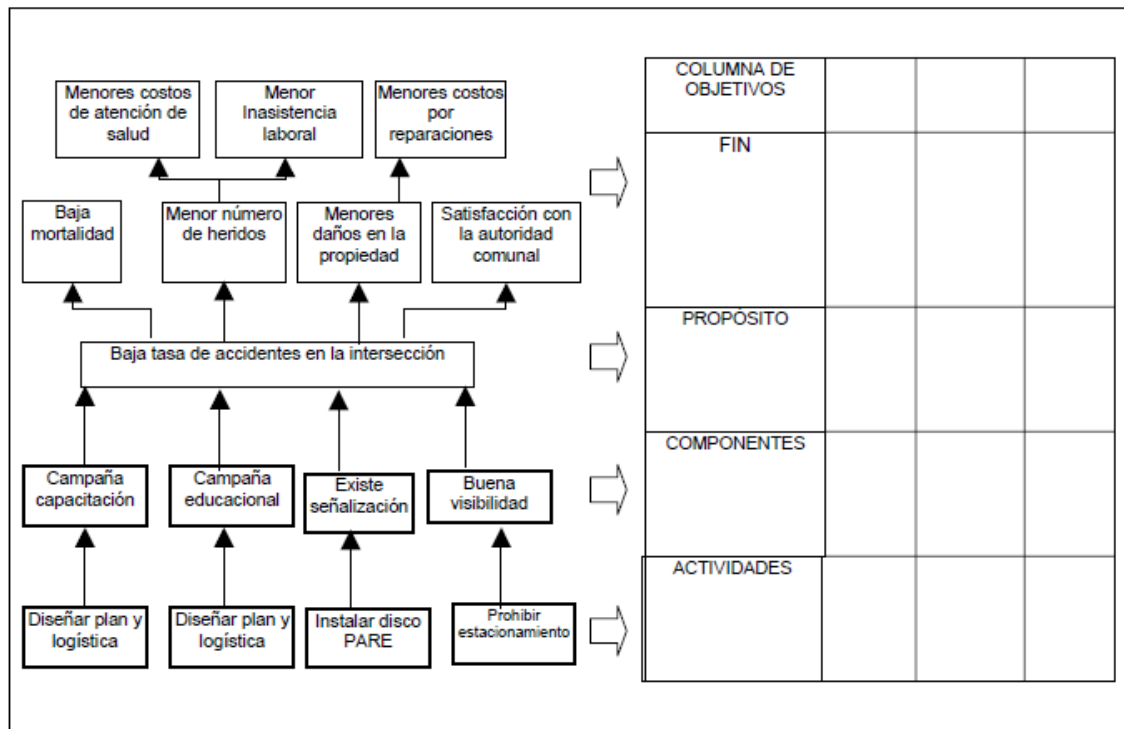 Menores costos
de atención de
salud
Menor
Inasistencia
laboral
Menores costos
por
reparaciones
Baja
mortalidad
Menor número
de heridos
Menores
daños en la
propiedad
Satisfacción con
la autoridad
comunal
Baja tasa de accidentes en la intersección
Campaña
capacitación
Campaña
educacional
Existe
señalización
Buena
visibilidad
Diseñar plan y
logística
Diseñar plan y
logística
Instalar disco
PARE
Prohibir
estacionamiento
COLUMNA DE
OBJETIVOS
FIN
PROPÓSITO
COMPONENTES
ACTIVIDADES